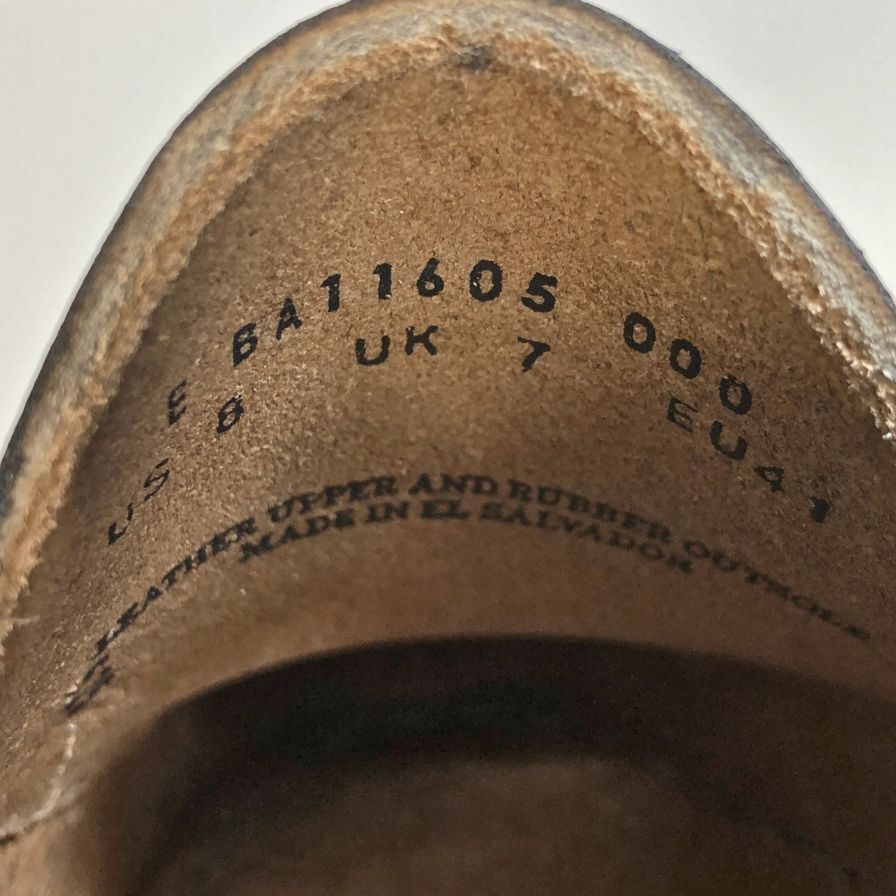 E BA11605 000
US 8 UK 7 EU41
LEATHER UPPER AND RUBBER OUTSOLE
MADE IN EL SALVADOR